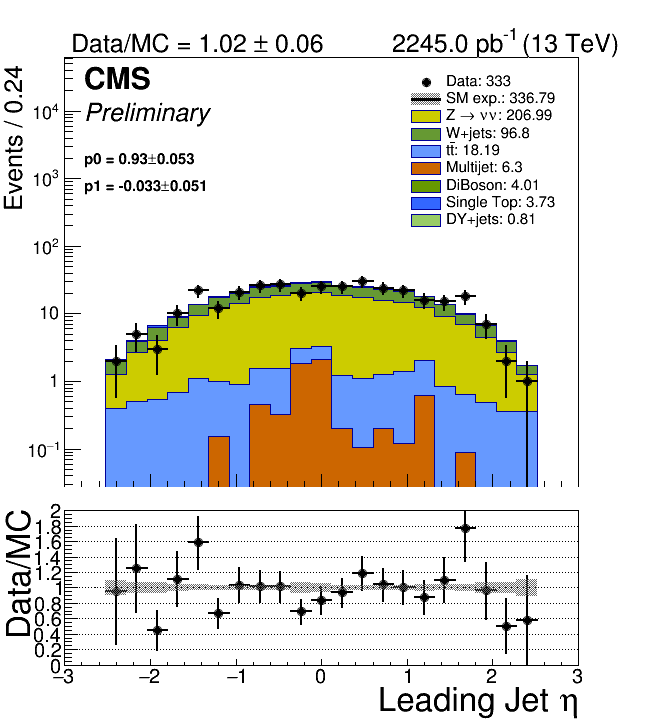 Data/MC = 1.02 ± 0.06 2245.0 pb⁻¹ (13 TeV)
CMS
Preliminary
p0 = 0.93±0.053
p1 = -0.033±0.051
Data: 333
SM exp.: 336.79
Z → νν: 206.99
W+jets: 96.8
tt̄: 18.19
Multijet: 6.3
DiBoson: 4.01
Single Top: 3.73
DY+jets: 0.81
Events / 0.24
10⁴
10³
10²
10
1
10⁻¹
Data/MC
2
1.8
1.6
1.4
1.2
1
0.8
0.6
0.4
0.2
0
−3 −2 −1 0 1 2 3
Leading Jet η